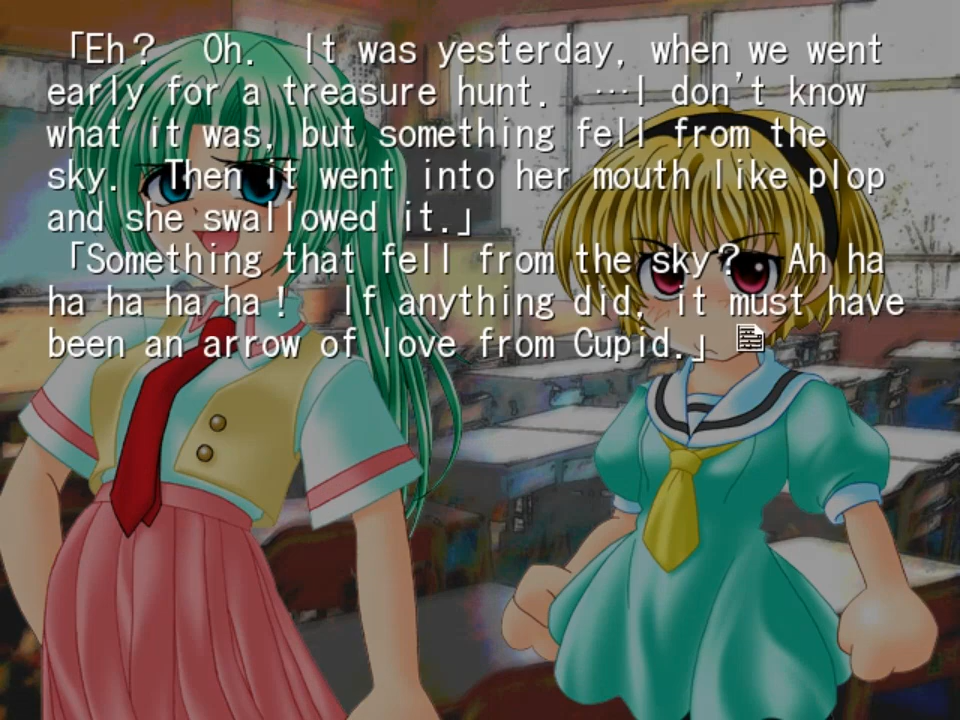 「Eh？ Oh. It was yesterday, when we went
early for a treasure hunt. …I don't know
what it was, but something fell from the
sky. Then it went into her mouth like plop
and she swallowed it.」
「Something that fell from the sky？ Ah ha
ha ha ha ha！ If anything did, it must have
been an arrow of love from Cupid.」